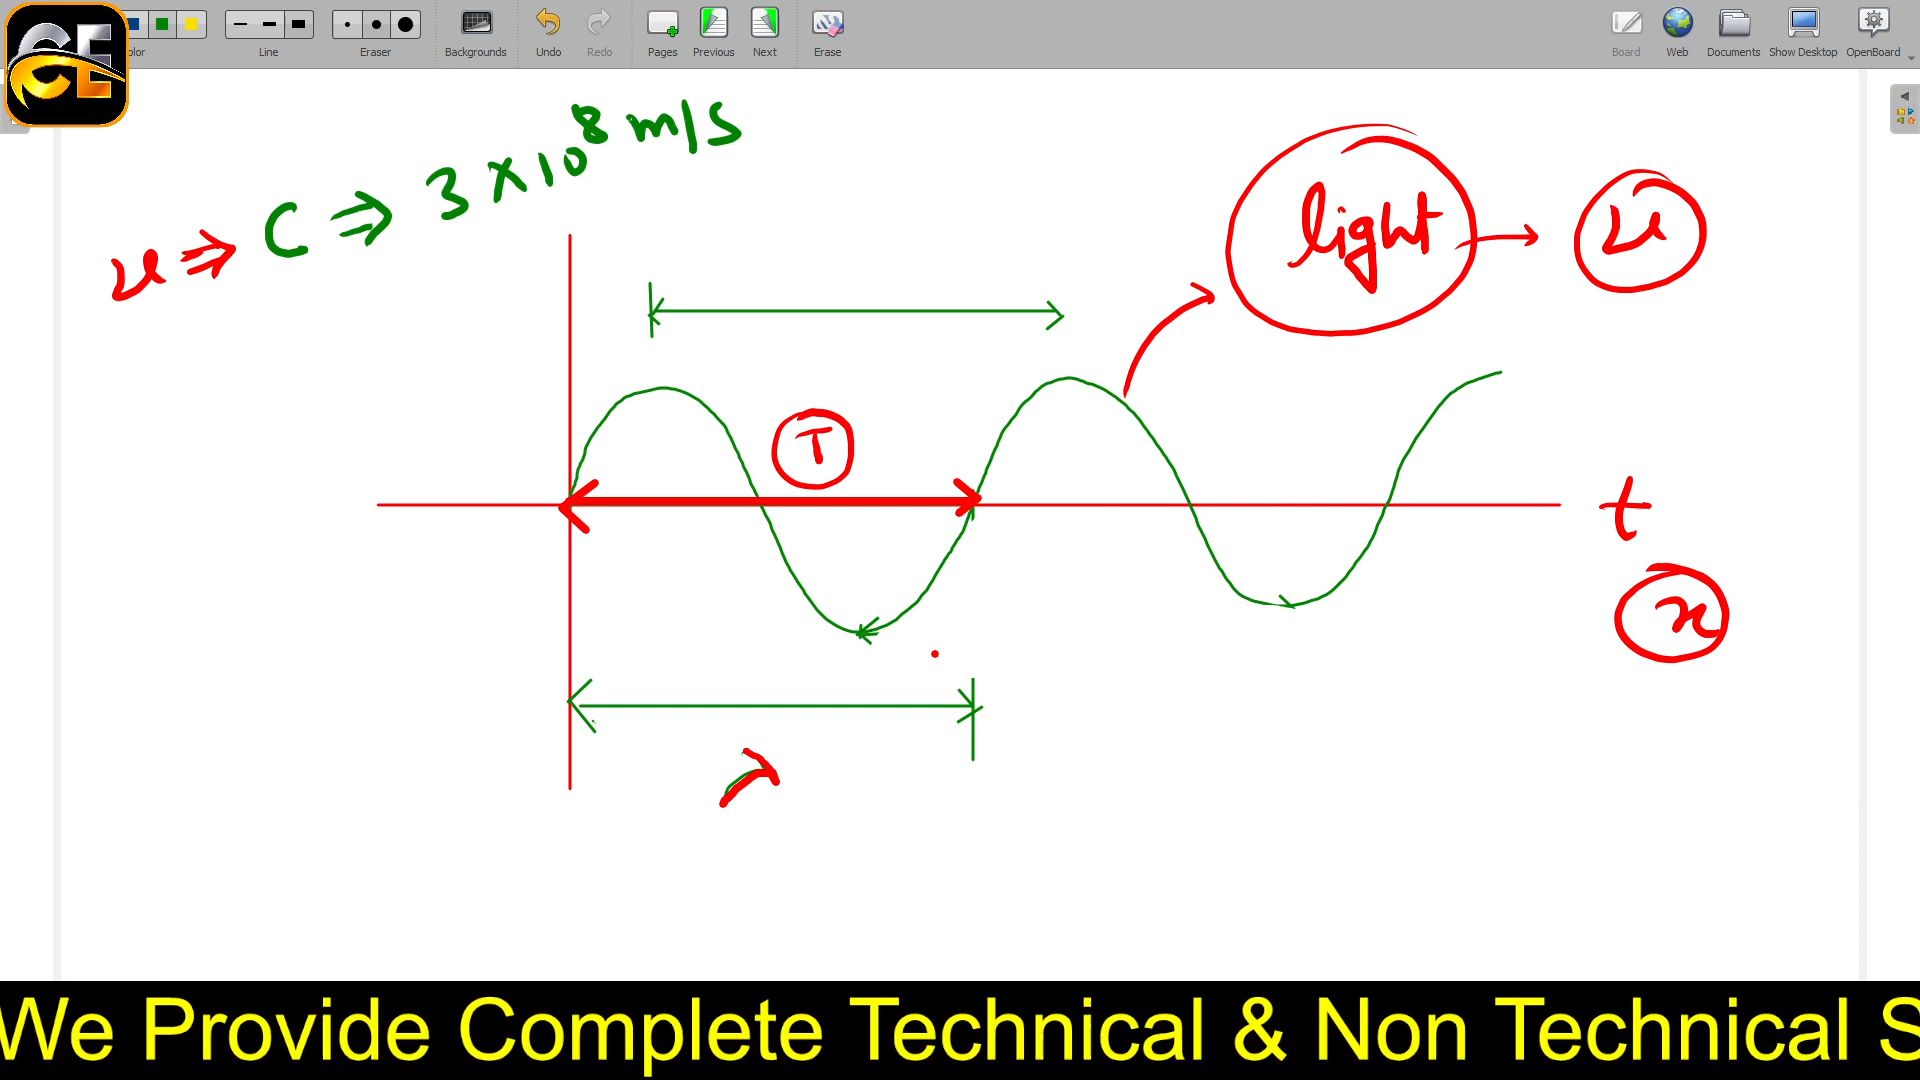 GE
Color
Line
Eraser
Backgrounds
Undo
Redo
Pages
Previous
Next
Erase
Board
Web
Documents
Show Desktop
OpenBoard
u ⇒ C ⇒ 3 × 10⁸ m/s
light → u
T
t
x
We Provide Complete Technical & Non Technical S